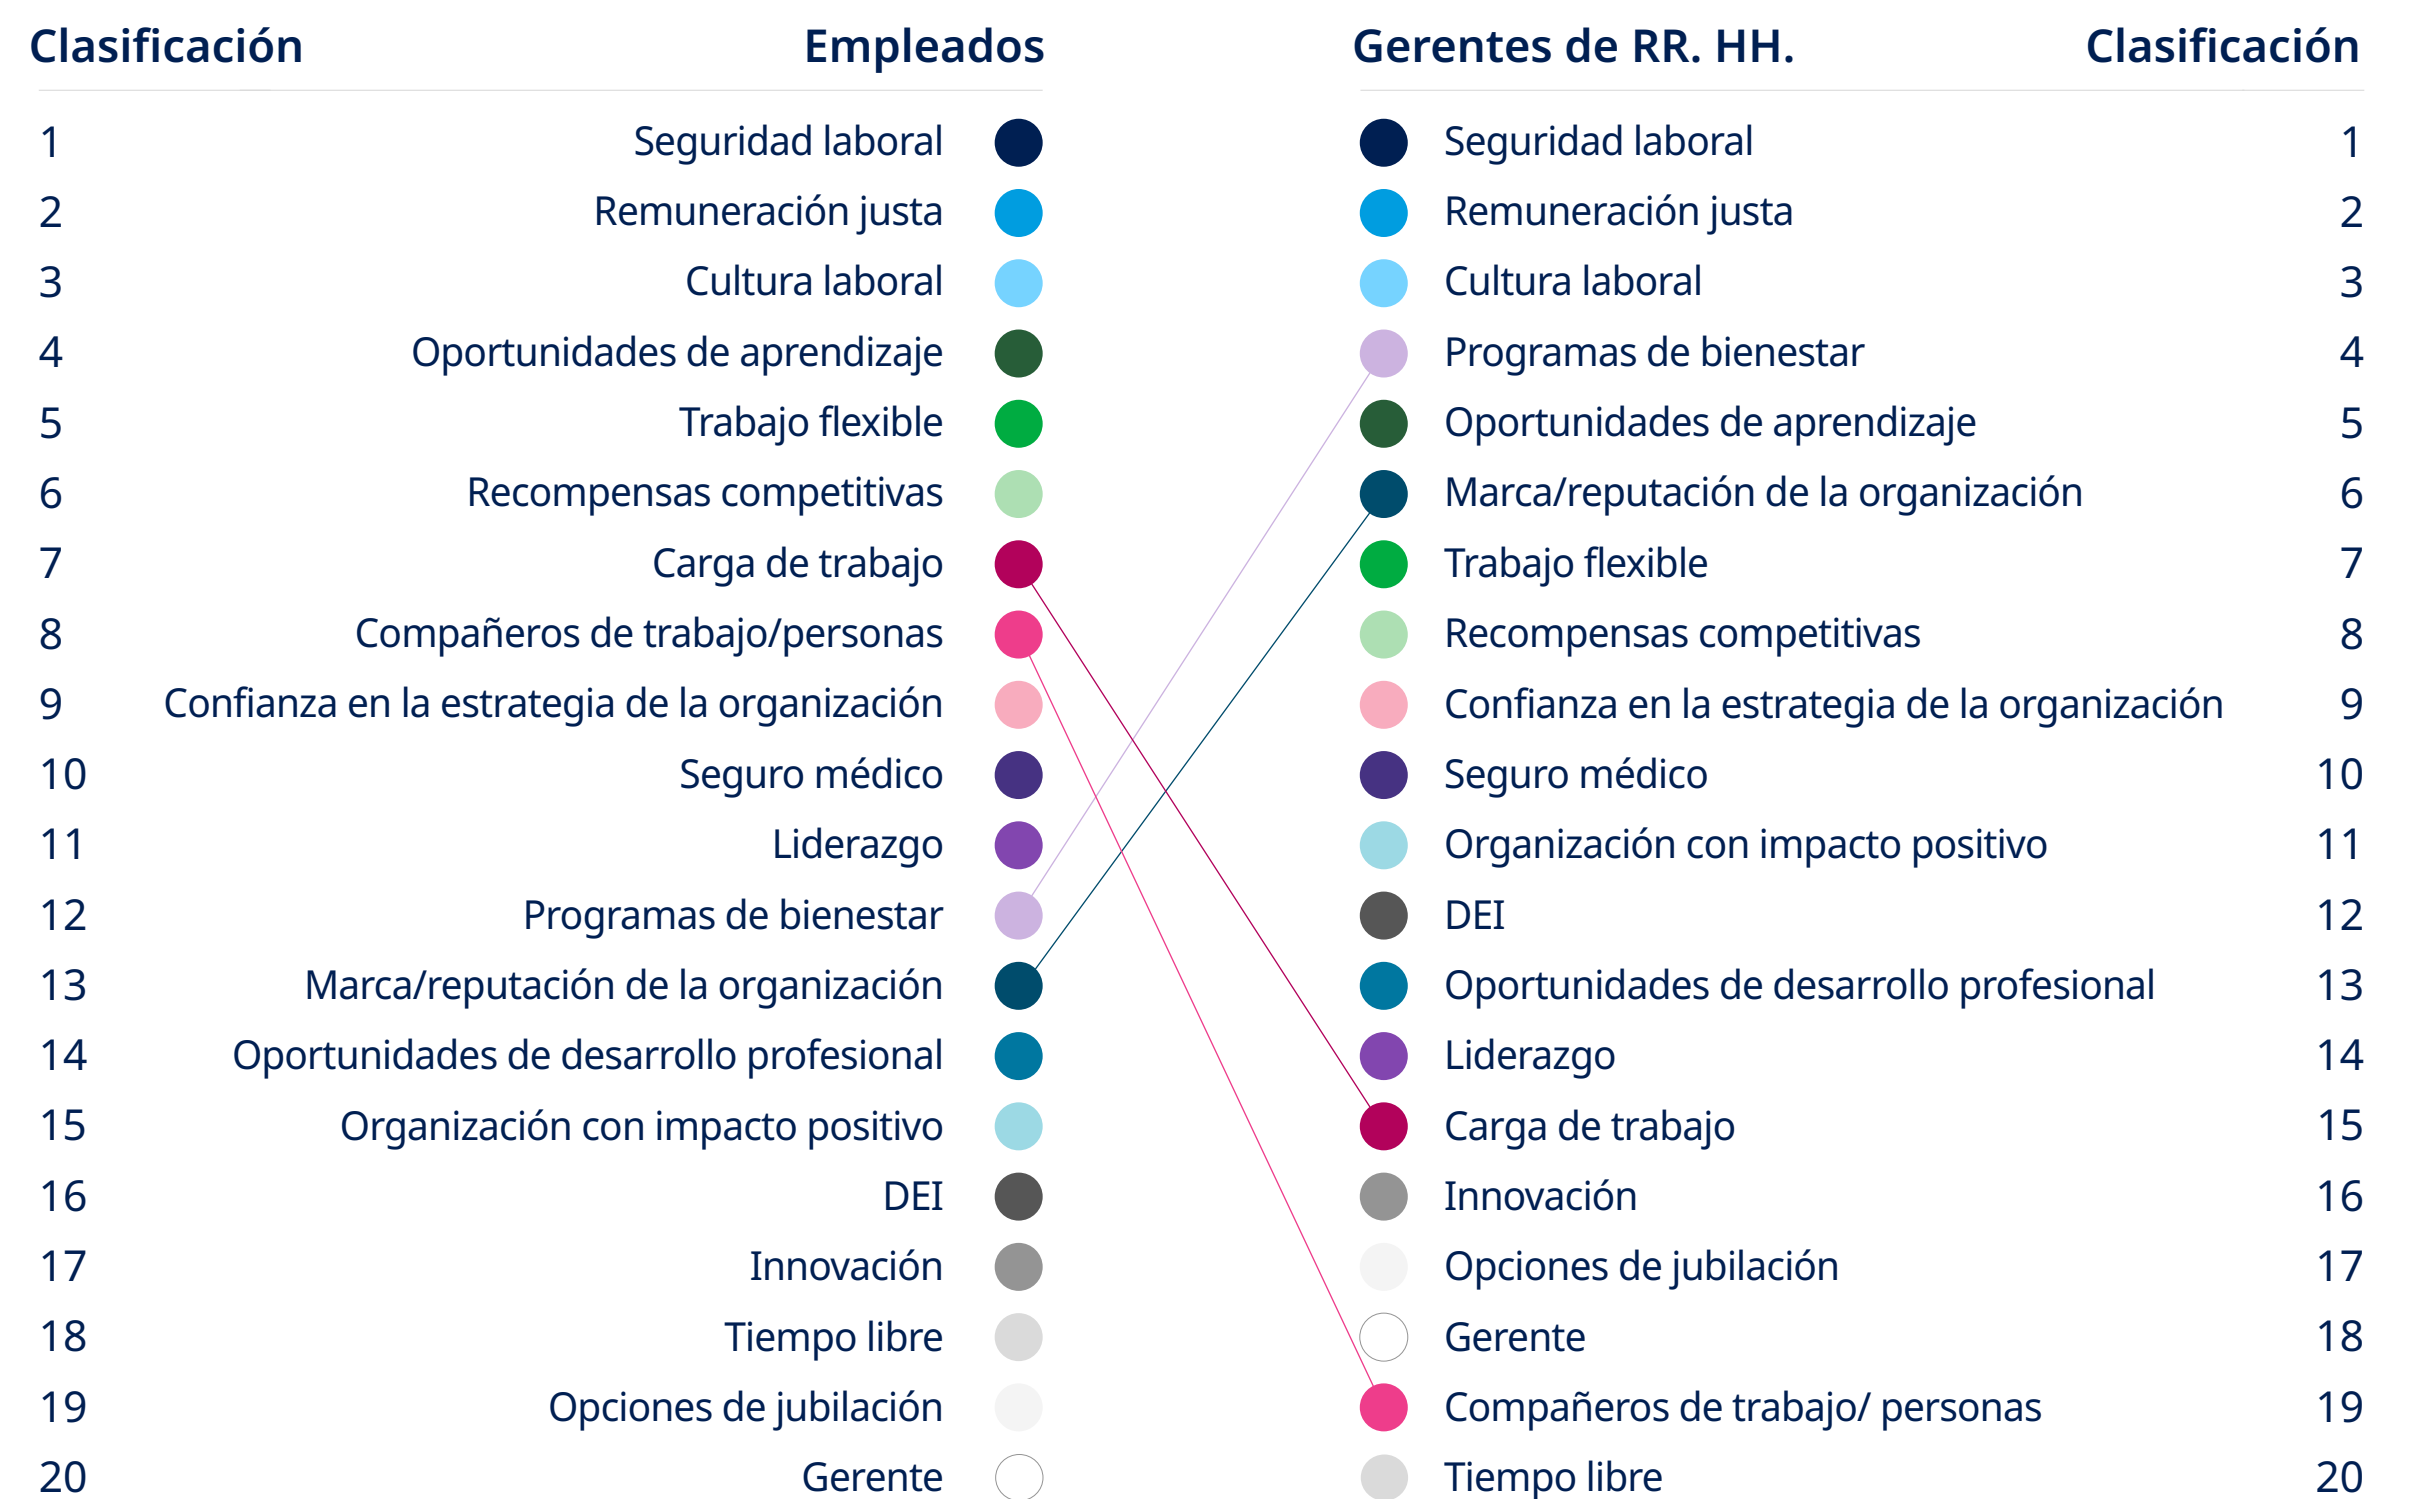 Clasificación Empleados Gerentes de RR. HH. Clasificación
1 Seguridad laboral Seguridad laboral 1
2 Remuneración justa Remuneración justa 2
3 Cultura laboral Cultura laboral 3
4 Oportunidades de aprendizaje Programas de bienestar 4
5 Trabajo flexible Oportunidades de aprendizaje 5
6 Recompensas competitivas Marca/reputación de la organización 6
7 Carga de trabajo Trabajo flexible 7
8 Compañeros de trabajo/personas Recompensas competitivas 8
9 Confianza en la estrategia de la organización Confianza en la estrategia de la organización 9
10 Seguro médico Seguro médico 10
11 Liderazgo Organización con impacto positivo 11
12 Programas de bienestar DEI 12
13 Marca/reputación de la organización Oportunidades de desarrollo profesional 13
14 Oportunidades de desarrollo profesional Liderazgo 14
15 Organización con impacto positivo Carga de trabajo 15
16 DEI Innovación 16
17 Innovación Opciones de jubilación 17
18 Tiempo libre Gerente 18
19 Opciones de jubilación Compañeros de trabajo/ personas 19
20 Gerente Tiempo libre 20